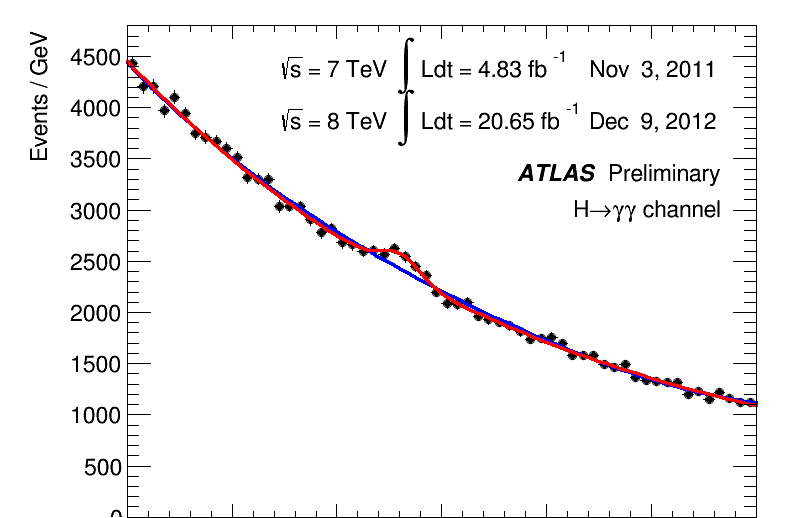 Events / GeV
4500
4000
3500
3000
2500
2000
1500
1000
500
0
√s = 7 TeV ∫ Ldt = 4.83 fb⁻¹ Nov 3, 2011
√s = 8 TeV ∫ Ldt = 20.65 fb⁻¹ Dec 9, 2012
ATLAS Preliminary
H→γγ channel